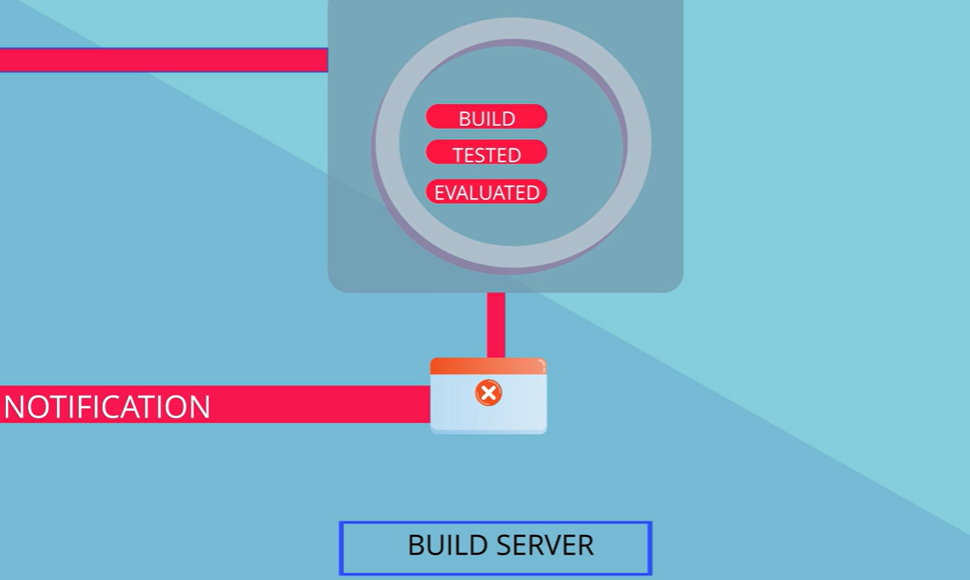 BUILD
TESTED
EVALUATED
NOTIFICATION
BUILD SERVER